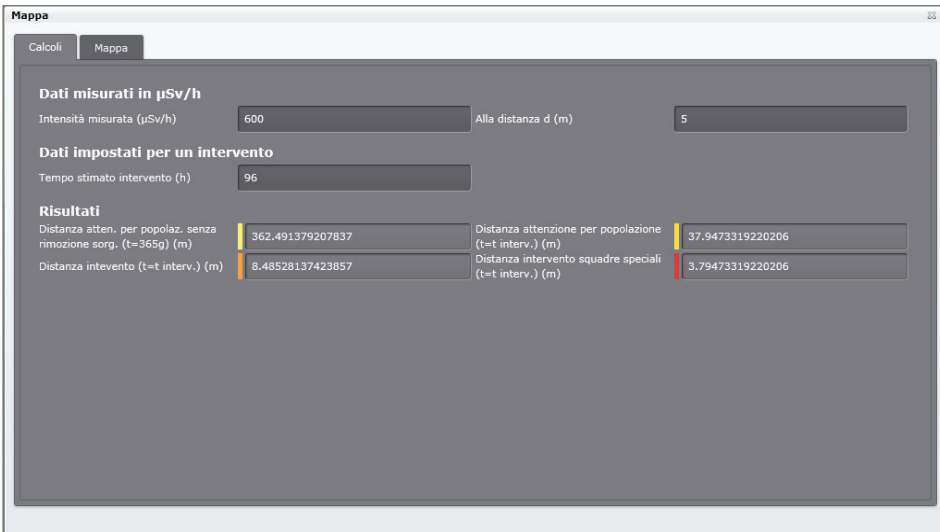 Mappa
Calcoli Mappa
Dati misurati in µSv/h
Intensità misurata (µSv/h) 600 Alla distanza d (m) 5
Dati impostati per un intervento
Tempo stimato intervento (h) 96
Risultati
Distanza atten. per popolaz. senza
rimozione sorg. (t=365g) (m) 362.491379207837
Distanza attenzione per popolazione
(t=t interv.) (m) 37.9473319220206
Distanza intevento (t=t interv.) (m) 8.48528137423857
Distanza intervento squadre speciali
(t=t interv.) (m) 3.79473319220206